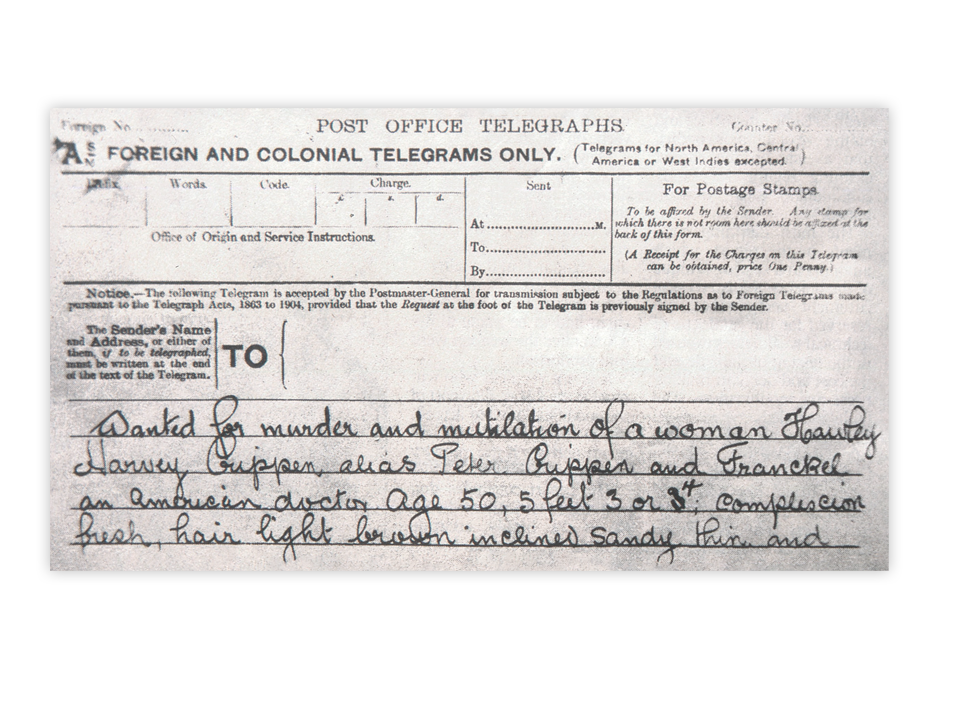 Foreign No. ...........
POST OFFICE TELEGRAPHS.
Counter No. ...........
FOREIGN AND COLONIAL TELEGRAMS ONLY.
(Telegrams for North America, Central
America or West Indies excepted.)
Prefix. Words. Code. Charge.
£ s. d.
Office of Origin and Service Instructions.
Sent
At..............................M.
To..............................
By..............................
For Postage Stamps.
To be affixed by the Sender. Any stamp for
which there is not room here should be affixed at the
back of this form.
(A Receipt for the Charges on this Telegram
can be obtained, price One Penny.)
Notice.—The following Telegram is accepted by the Postmaster-General for transmission subject to the Regulations as to Foreign Telegrams made
pursuant to the Telegraph Acts, 1863 to 1904, provided that the Request at the foot of the Telegram is previously signed by the Sender.
The Sender's Name
and Address, or either of
them, if to be telegraphed,
must be written at the end
of the text of the Telegram.
TO
Wanted for murder and mutilation of a woman Hawley
Harvey Crippen, alias Peter Crippen and Franckel
an American doctor Age 50, 5 feet 3 or 4, complexion
fresh, hair light brown inclined sandy thin and